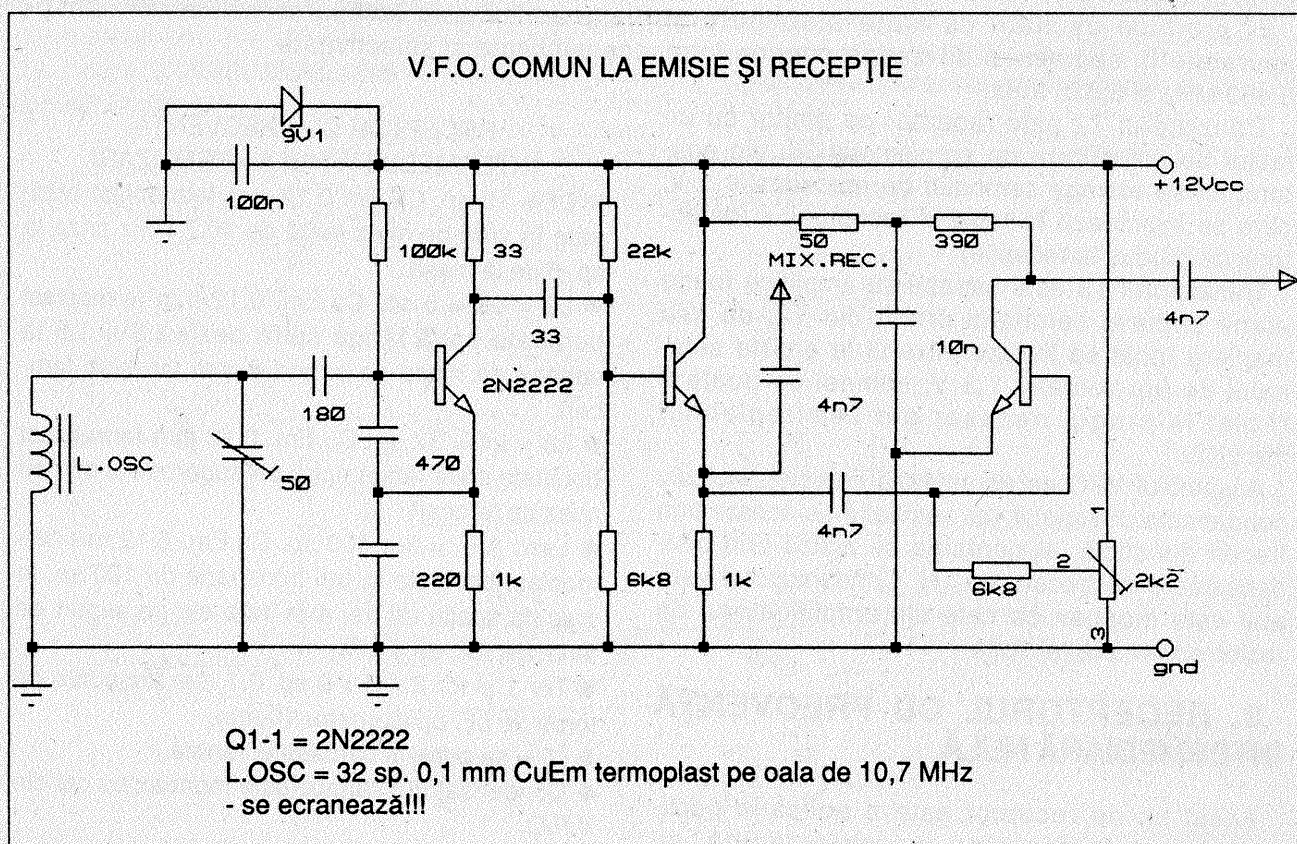 V.F.O. COMUN LA EMISIE ŞI RECEPŢIE
9V1
100n
+12Vcc
100k
33
22k
50
390
MIX.REC.
33
4n7
10n
2N2222
180
4n7
L.OSC
50
470
4n7
1
220
1k
6k8
1k
6k8
2
2k2
3
gnd
Q1-1 = 2N2222
L.OSC = 32 sp. 0,1 mm CuEm termoplast pe oala de 10,7 MHz
- se ecranează!!!